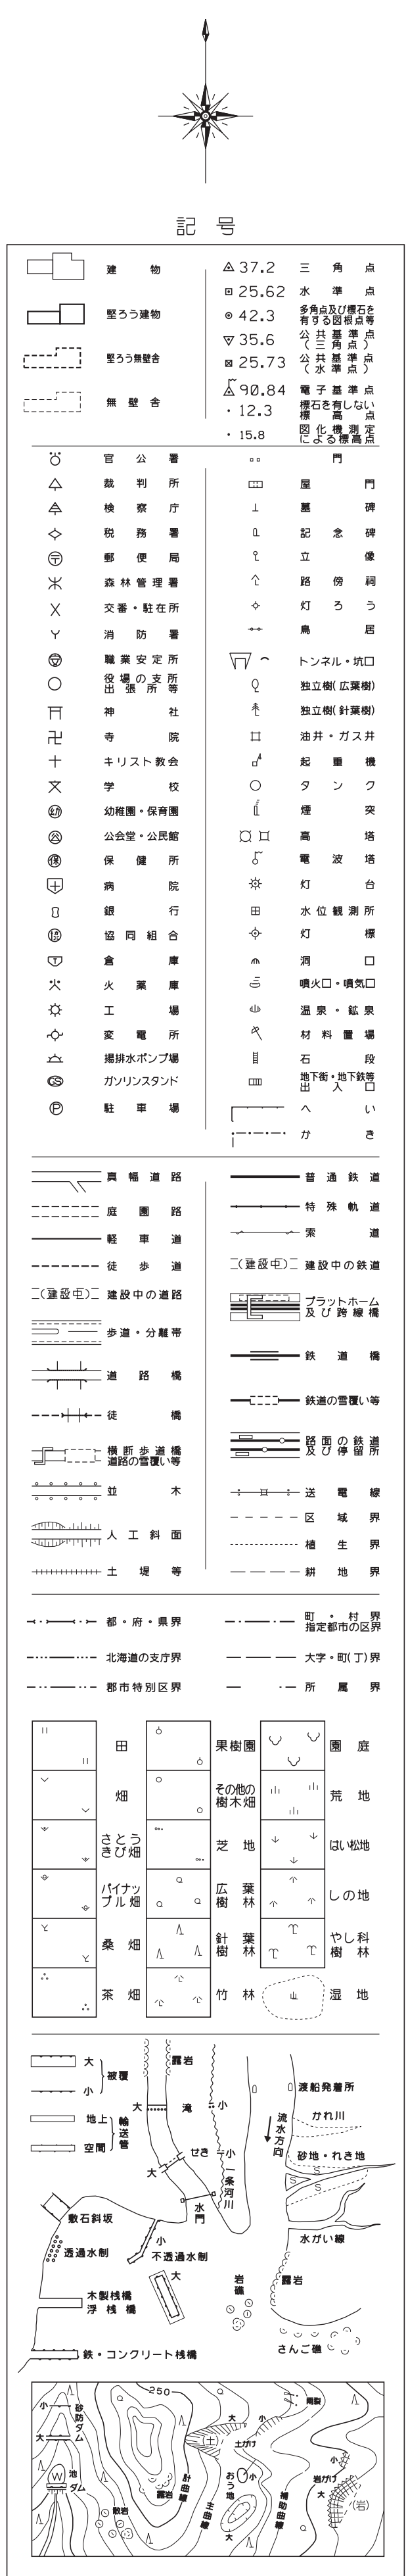 記号
建物
堅ろう建物
堅ろう無壁舎
無壁舎
37.2 三角点
25.62 水準点
42.3 多角点及び標石を
有する図根点等
35.6 公共基準点
(三角点)
25.73 公共基準点
(水準点)
90.84 電子基準点
12.3 標石を有しない
標高点
15.8 図化機測定
による標高点
官公署
裁判所
検察庁
税務署
郵便局
森林管理署
交番・駐在所
消防署
職業安定所
役場の支所
出張所等
神社
寺院
キリスト教会
文 学校
幼 幼稚園・保育園
公 公会堂・公民館
保 保健所
病院
銀行
協 協同組合
倉庫
火薬庫
工場
変電所
揚排水ポンプ場
GS ガソリンスタンド
P 駐車場
門
屋門
墓碑
記念碑
立像
路傍祠
灯ろう
鳥居
トンネル・坑口
独立樹(広葉樹)
独立樹(針葉樹)
油井・ガス井
起重機
タンク
煙突
高塔
電波塔
灯台
水位観測所
灯標
洞口
噴火口・噴気口
温泉・鉱泉
材料置場
石段
地下街・地下鉄等
出入口
へい
かき
真幅道路
庭園路
軽車道
徒歩道
(建設中) 建設中の道路
歩道・分離帯
道路橋
徒橋
横断歩道橋
道路の雪覆い等
並木
人工斜面
土堤等
普通鉄道
特殊軌道
索道
(建設中) 建設中の鉄道
プラットホーム
及び跨線橋
鉄道橋
鉄道の雪覆い等
路面の鉄道
及び停留所
送電線
区域界
植生界
耕地界
都・府・県界
北海道の支庁界
郡市特別区界
町・村界
指定都市の区界
大字・町(丁)界
所属界
田
果樹園
園庭
畑
その他の
樹木畑
荒地
さとう
きび畑
芝地
はい松地
パイナッ
プル畑
広葉
樹林
しの地
桑畑
針葉
樹林
やし科
樹林
茶畑
竹林
湿地
大
小
被覆
地上
空間
輸送管
露岩
大 滝 小
せき 小
大
一条河川
水門
渡船発着所
かれ川
流水方向
砂地・れき地
S
S
S
水がい線
敷石斜坂
透過水制
小
不透過水制
大
木製桟橋
浮桟橋
鉄・コンクリート桟橋
岩礁
露岩
さんご礁
250
小 砂防ダム
大
池
W
ダム
散岩
露岩
計曲線
主曲線
大 小
土がけ
(土)
雨裂
おう地
小
大
補助曲線
小
岩がけ
大
(岩)